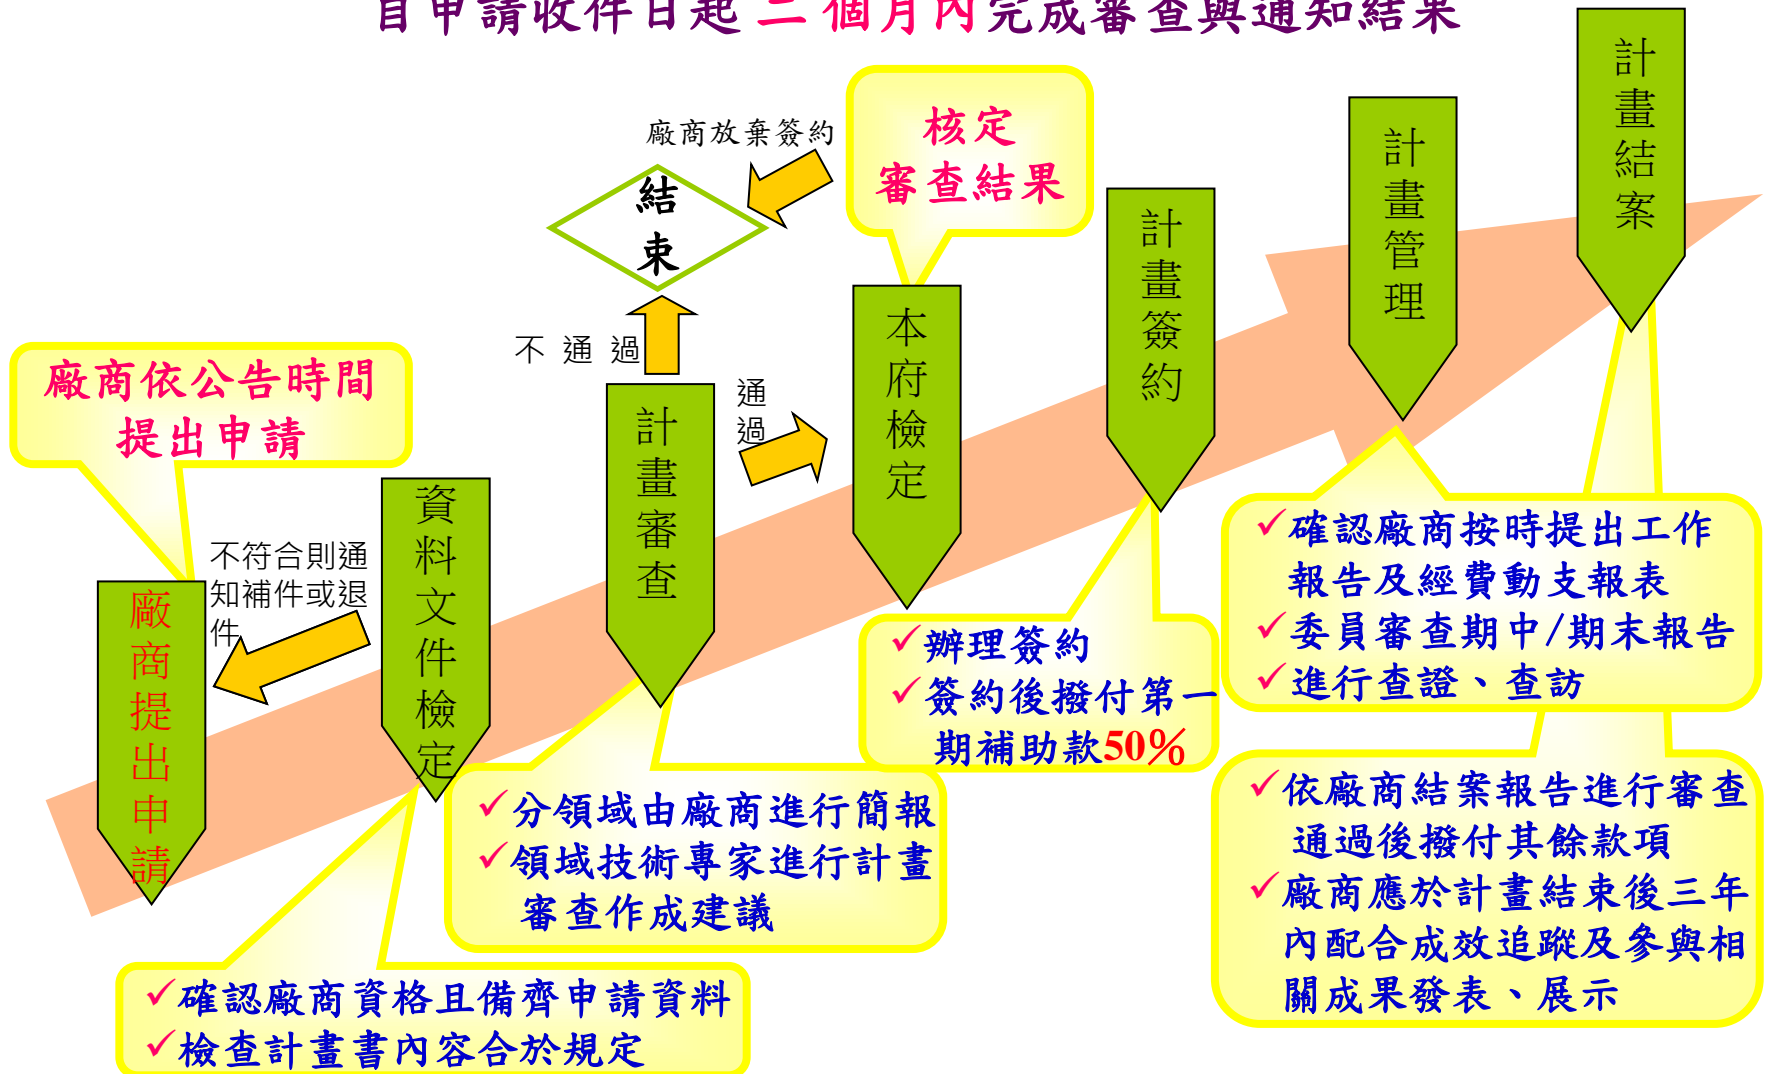 自申請收件日起 個月內完成審查與通知結果
計畫結案
核定
審查結果
廠商放棄簽約
計畫管理
結
束
計畫簽約
本府檢定
不 通 過
廠商依公告時間
提出申請
計畫審查
通
過
資料文件檢定
不符合則通
知補件或退
件
廠商提出申請
✓確認廠商按時提出工作
報告及經費動支報表
✓委員審查期中/期末報告
✓進行查證、查訪
✓辦理簽約
✓簽約後撥付第一
期補助款50%
✓分領域由廠商進行簡報
✓領域技術專家進行計畫
審查作成建議
✓依廠商結案報告進行審查
通過後撥付其餘款項
✓廠商應於計畫結束後三年
內配合成效追蹤及參與相
關成果發表、展示
✓確認廠商資格且備齊申請資料
✓檢查計畫書內容合於規定